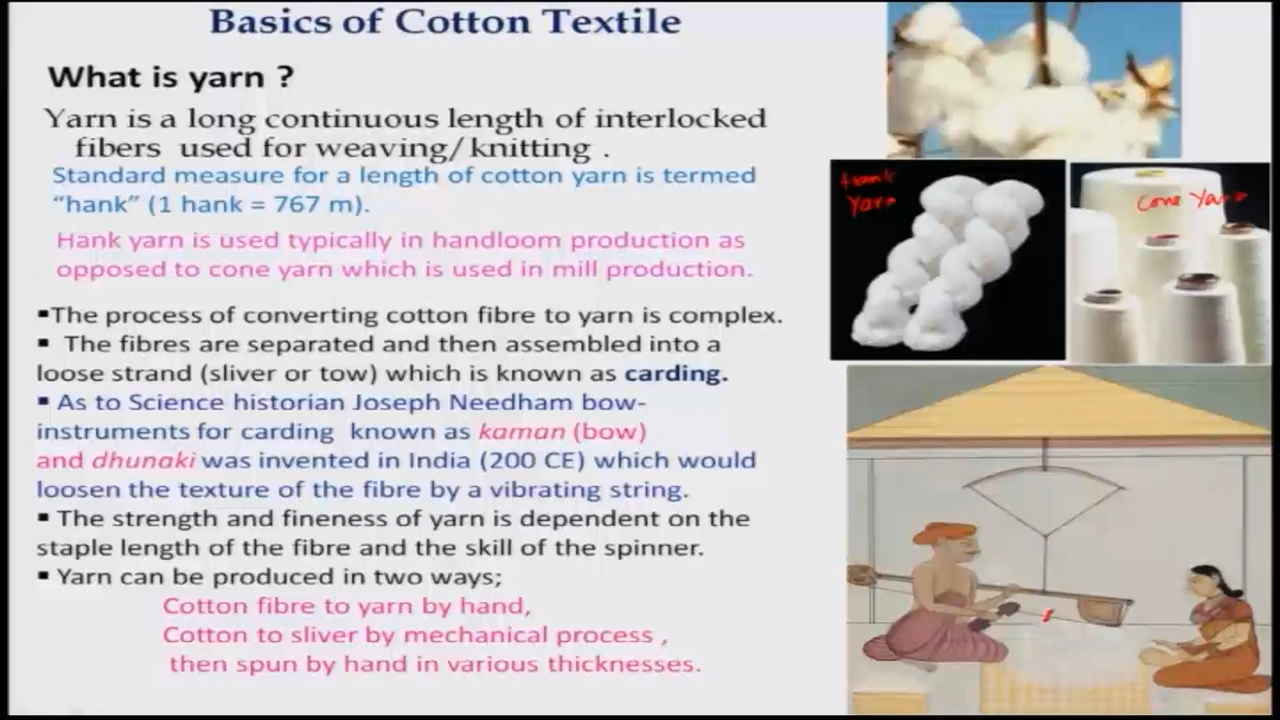 Basics of Cotton Textile
What is yarn ?
Yarn is a long continuous length of interlocked
fibers used for weaving/knitting .
Standard measure for a length of cotton yarn is termed
“hank” (1 hank = 767 m).
Hank yarn is used typically in handloom production as
opposed to cone yarn which is used in mill production.
▪The process of converting cotton fibre to yarn is complex.
▪ The fibres are separated and then assembled into a
loose strand (sliver or tow) which is known as carding.
▪ As to Science historian Joseph Needham bow-
instruments for carding known as kaman (bow)
and dhunaki was invented in India (200 CE) which would
loosen the texture of the fibre by a vibrating string.
▪ The strength and fineness of yarn is dependent on the
staple length of the fibre and the skill of the spinner.
▪ Yarn can be produced in two ways;
Cotton fibre to yarn by hand,
Cotton to sliver by mechanical process ,
then spun by hand in various thicknesses.
Hank
Yarn
Cone Yarn